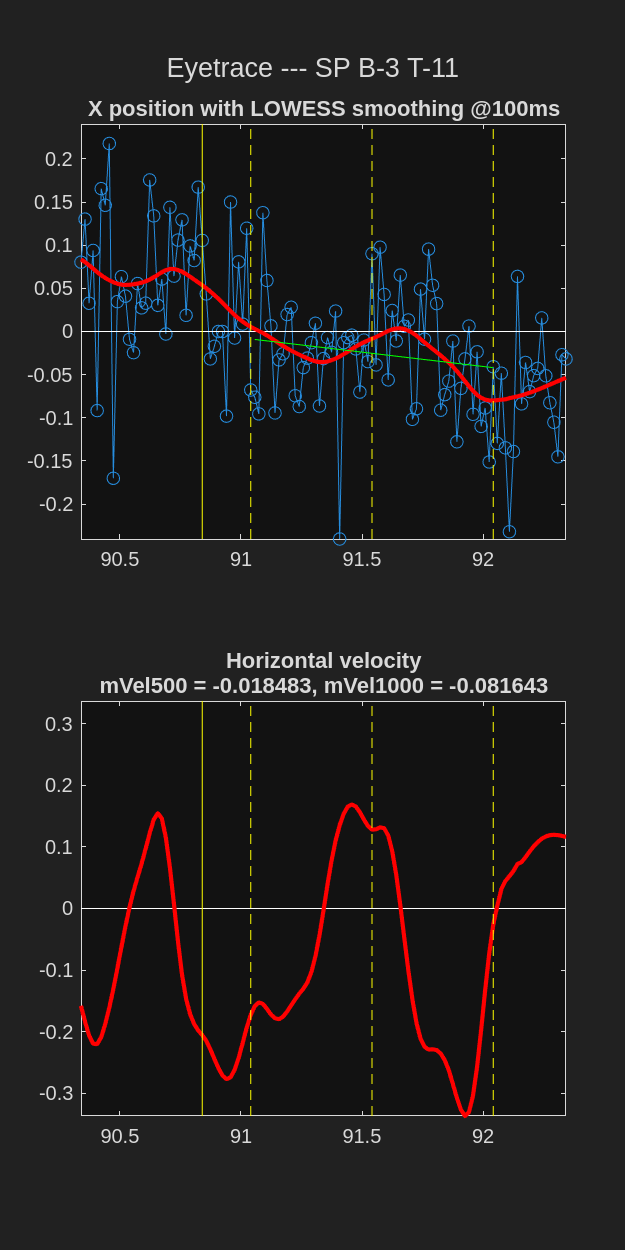 Eyetrace --- SP B-3 T-11
X position with LOWESS smoothing @100ms
0.2
0.15
0.1
0.05
0
-0.05
-0.1
-0.15
-0.2
90.5 91 91.5 92
Horizontal velocity
mVel500 = -0.018483, mVel1000 = -0.081643
0.3
0.2
0.1
0
-0.1
-0.2
-0.3
90.5 91 91.5 92